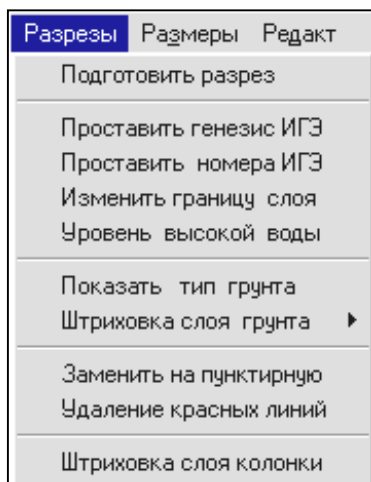 Разрезы Размеры Редакт
Подготовить разрез
Проставить генезис ИГЭ
Проставить номера ИГЭ
Изменить границу слоя
Уровень высокой воды
Показать тип грунта
Штриховка слоя грунта
Заменить на пунктирную
Удаление красных линий
Штриховка слоя колонки